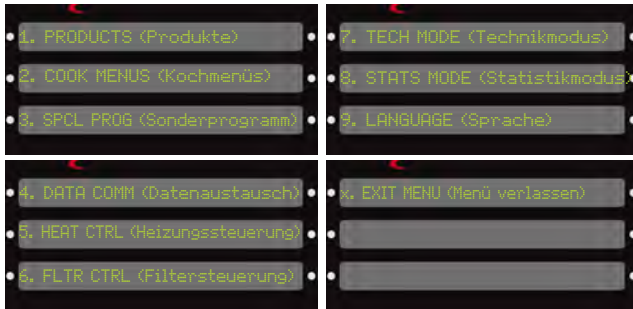 1. PRODUCTS (Produkte)
2. COOK MENUS (Kochmenüs)
3. SPCL PROG (Sonderprogramm)
4. DATA COMM (Datenaustausch)
5. HEAT CTRL (Heizungssteuerung)
6. FLTR CTRL (Filtersteuerung)
7. TECH MODE (Technikmodus)
8. STATS MODE (Statistikmodus)
9. LANGUAGE (Sprache)
x. EXIT MENU (Menü verlassen)